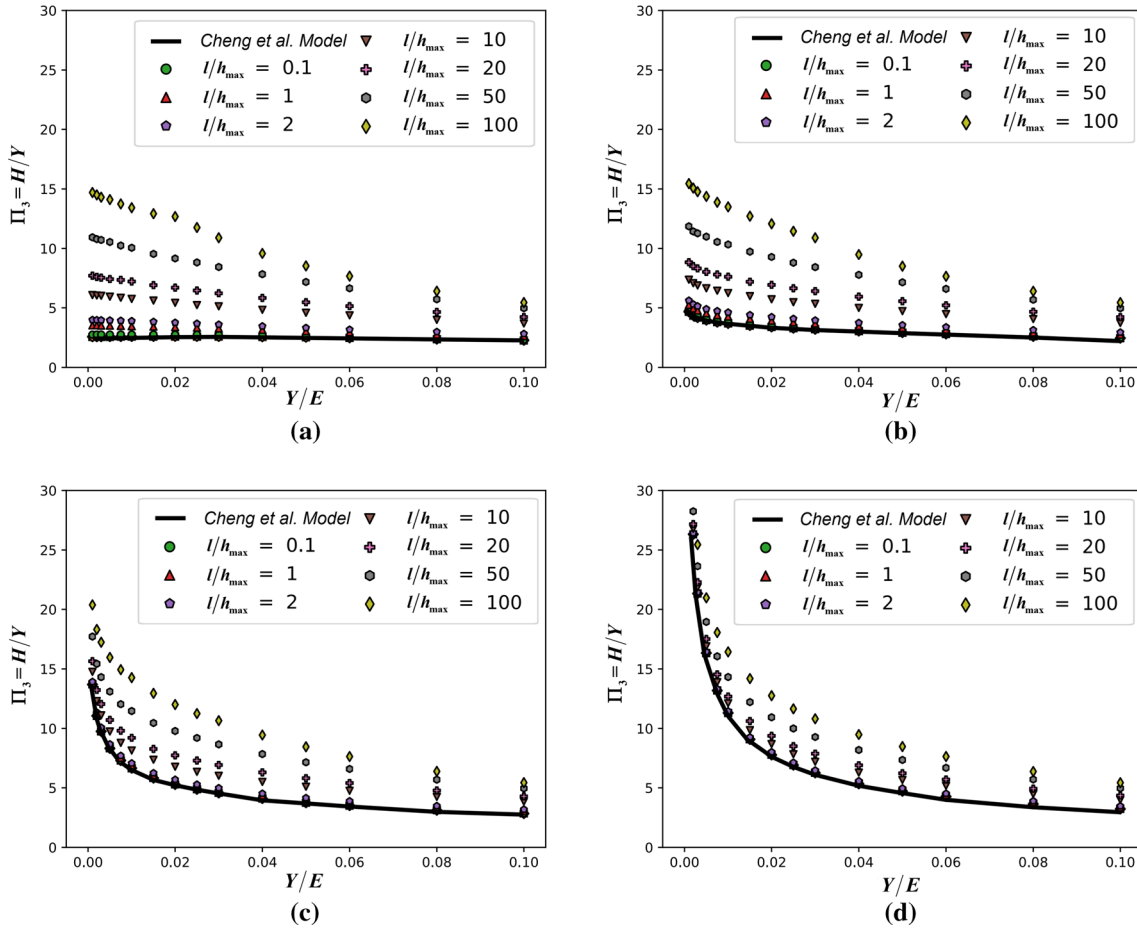 30
25
20
15
10
5
0
Π₃ = H/Y
Cheng et al. Model
l/hmax = 0.1
l/hmax = 1
l/hmax = 2
l/hmax = 10
l/hmax = 20
l/hmax = 50
l/hmax = 100
0.00 0.02 0.04 0.06 0.08 0.10
Y/E
(a)
30
25
20
15
10
5
0
Π₃ = H/Y
Cheng et al. Model
l/hmax = 0.1
l/hmax = 1
l/hmax = 2
l/hmax = 10
l/hmax = 20
l/hmax = 50
l/hmax = 100
0.00 0.02 0.04 0.06 0.08 0.10
Y/E
(b)
30
25
20
15
10
5
0
Π₃ = H/Y
Cheng et al. Model
l/hmax = 0.1
l/hmax = 1
l/hmax = 2
l/hmax = 10
l/hmax = 20
l/hmax = 50
l/hmax = 100
0.00 0.02 0.04 0.06 0.08 0.10
Y/E
(c)
30
25
20
15
10
5
0
Π₃ = H/Y
Cheng et al. Model
l/hmax = 0.1
l/hmax = 1
l/hmax = 2
l/hmax = 10
l/hmax = 20
l/hmax = 50
l/hmax = 100
0.00 0.02 0.04 0.06 0.08 0.10
Y/E
(d)